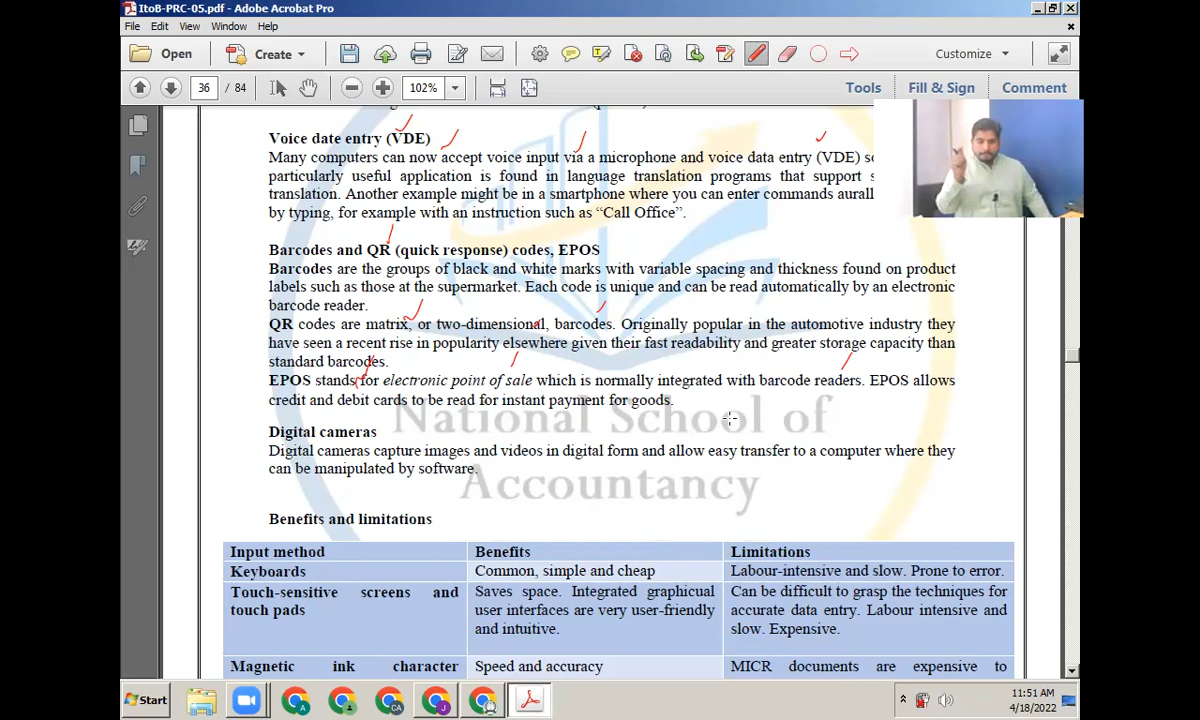 ItoB-PRC-05.pdf - Adobe Acrobat Pro
File Edit View Window Help
Open Create Customize
36 / 84 102% Tools Fill & Sign Comment
Voice date entry (VDE)
Many computers can now accept voice input via a microphone and voice data entry (VDE)
particularly useful application is found in language translation programs that support
translation. Another example might be in a smartphone where you can enter commands aurall
by typing, for example with an instruction such as “Call Office”.
Barcodes and QR (quick response) codes, EPOS
Barcodes are the groups of black and white marks with variable spacing and thickness found on product
labels such as those at the supermarket. Each code is unique and can be read automatically by an electronic
barcode reader.
QR codes are matrix, or two-dimensional, barcodes. Originally popular in the automotive industry they
have seen a recent rise in popularity elsewhere given their fast readability and greater storage capacity than
standard barcodes.
EPOS stands for electronic point of sale which is normally integrated with barcode readers. EPOS allows
credit and debit cards to be read for instant payment for goods.
National School of
Digital cameras
Digital cameras capture images and videos in digital form and allow easy transfer to a computer where they
can be manipulated by software.
Accountancy
Benefits and limitations
Input method Benefits Limitations
Keyboards Common, simple and cheap Labour-intensive and slow. Prone to error.
Touch-sensitive screens and Saves space. Integrated graphicual Can be difficult to grasp the techniques for
touch pads user interfaces are very user-friendly accurate data entry. Labour intensive and
and intuitive. slow. Expensive.
Magnetic ink character Speed and accuracy MICR documents are expensive to
Start 11:51 AM
4/18/2022